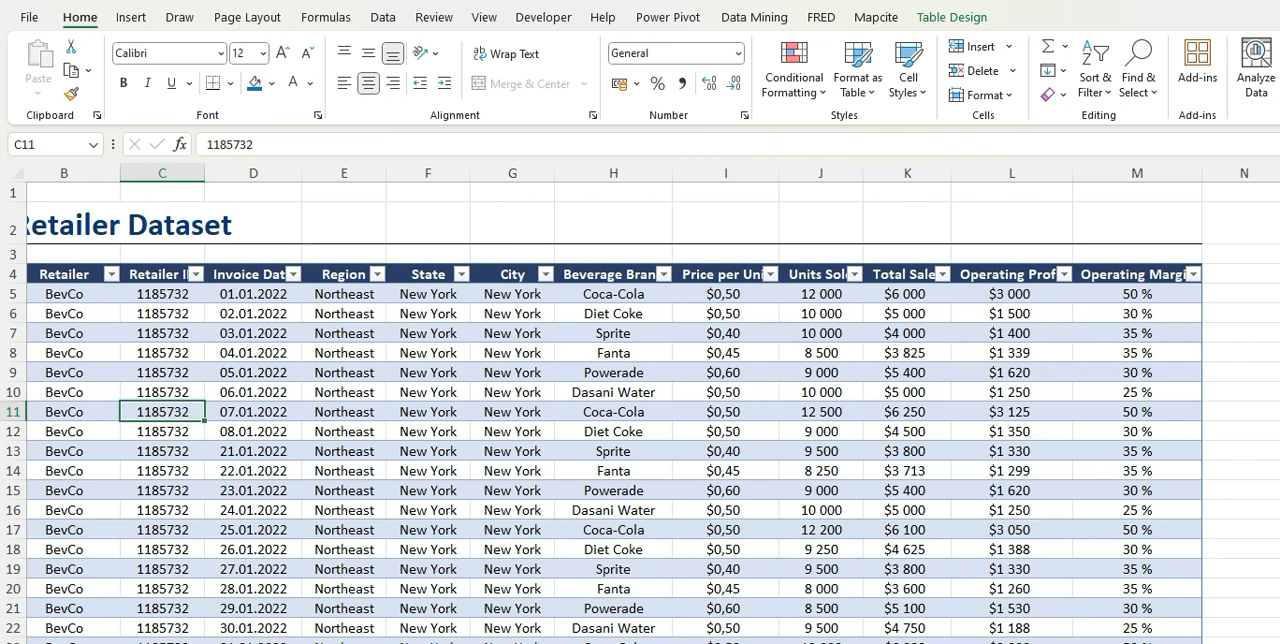 File Home Insert Draw Page Layout Formulas Data Review View Developer Help Power Pivot Data Mining FRED Mapcite Table Design
Calibri 12 Wrap Text General Insert
Paste B I U Merge & Center Conditional Formatting Format as Table Cell Styles Delete Format Sort & Filter Find & Select Add-ins Analyze Data
Clipboard Font Alignment Number Styles Cells Editing Add-ins
C11 fx 1185732
B C D E F G H I J K L M N
1
2 Retailer Dataset
3
4 Retailer Retailer I Invoice Dat Region State City Beverage Bran Price per Uni Units Sol Total Sale Operating Prof Operating Margi
5 BevCo 1185732 01.01.2022 Northeast New York New York Coca-Cola $0,50 12 000 $6 000 $3 000 50 %
6 BevCo 1185732 02.01.2022 Northeast New York New York Diet Coke $0,50 10 000 $5 000 $1 500 30 %
7 BevCo 1185732 03.01.2022 Northeast New York New York Sprite $0,40 10 000 $4 000 $1 400 35 %
8 BevCo 1185732 04.01.2022 Northeast New York New York Fanta $0,45 8 500 $3 825 $1 339 35 %
9 BevCo 1185732 05.01.2022 Northeast New York New York Powerade $0,60 9 000 $5 400 $1 620 30 %
10 BevCo 1185732 06.01.2022 Northeast New York New York Dasani Water $0,50 10 000 $5 000 $1 250 25 %
11 BevCo 1185732 07.01.2022 Northeast New York New York Coca-Cola $0,50 12 500 $6 250 $3 125 50 %
12 BevCo 1185732 08.01.2022 Northeast New York New York Diet Coke $0,50 9 000 $4 500 $1 350 30 %
13 BevCo 1185732 21.01.2022 Northeast New York New York Sprite $0,40 9 500 $3 800 $1 330 35 %
14 BevCo 1185732 22.01.2022 Northeast New York New York Fanta $0,45 8 250 $3 713 $1 299 35 %
15 BevCo 1185732 23.01.2022 Northeast New York New York Powerade $0,60 9 000 $5 400 $1 620 30 %
16 BevCo 1185732 24.01.2022 Northeast New York New York Dasani Water $0,50 10 000 $5 000 $1 250 25 %
17 BevCo 1185732 25.01.2022 Northeast New York New York Coca-Cola $0,50 12 200 $6 100 $3 050 50 %
18 BevCo 1185732 26.01.2022 Northeast New York New York Diet Coke $0,50 9 250 $4 625 $1 388 30 %
19 BevCo 1185732 27.01.2022 Northeast New York New York Sprite $0,40 9 500 $3 800 $1 330 35 %
20 BevCo 1185732 28.01.2022 Northeast New York New York Fanta $0,45 8 000 $3 600 $1 260 35 %
21 BevCo 1185732 29.01.2022 Northeast New York New York Powerade $0,60 8 500 $5 100 $1 530 30 %
22 BevCo 1185732 30.01.2022 Northeast New York New York Dasani Water $0,50 9 500 $4 750 $1 188 25 %